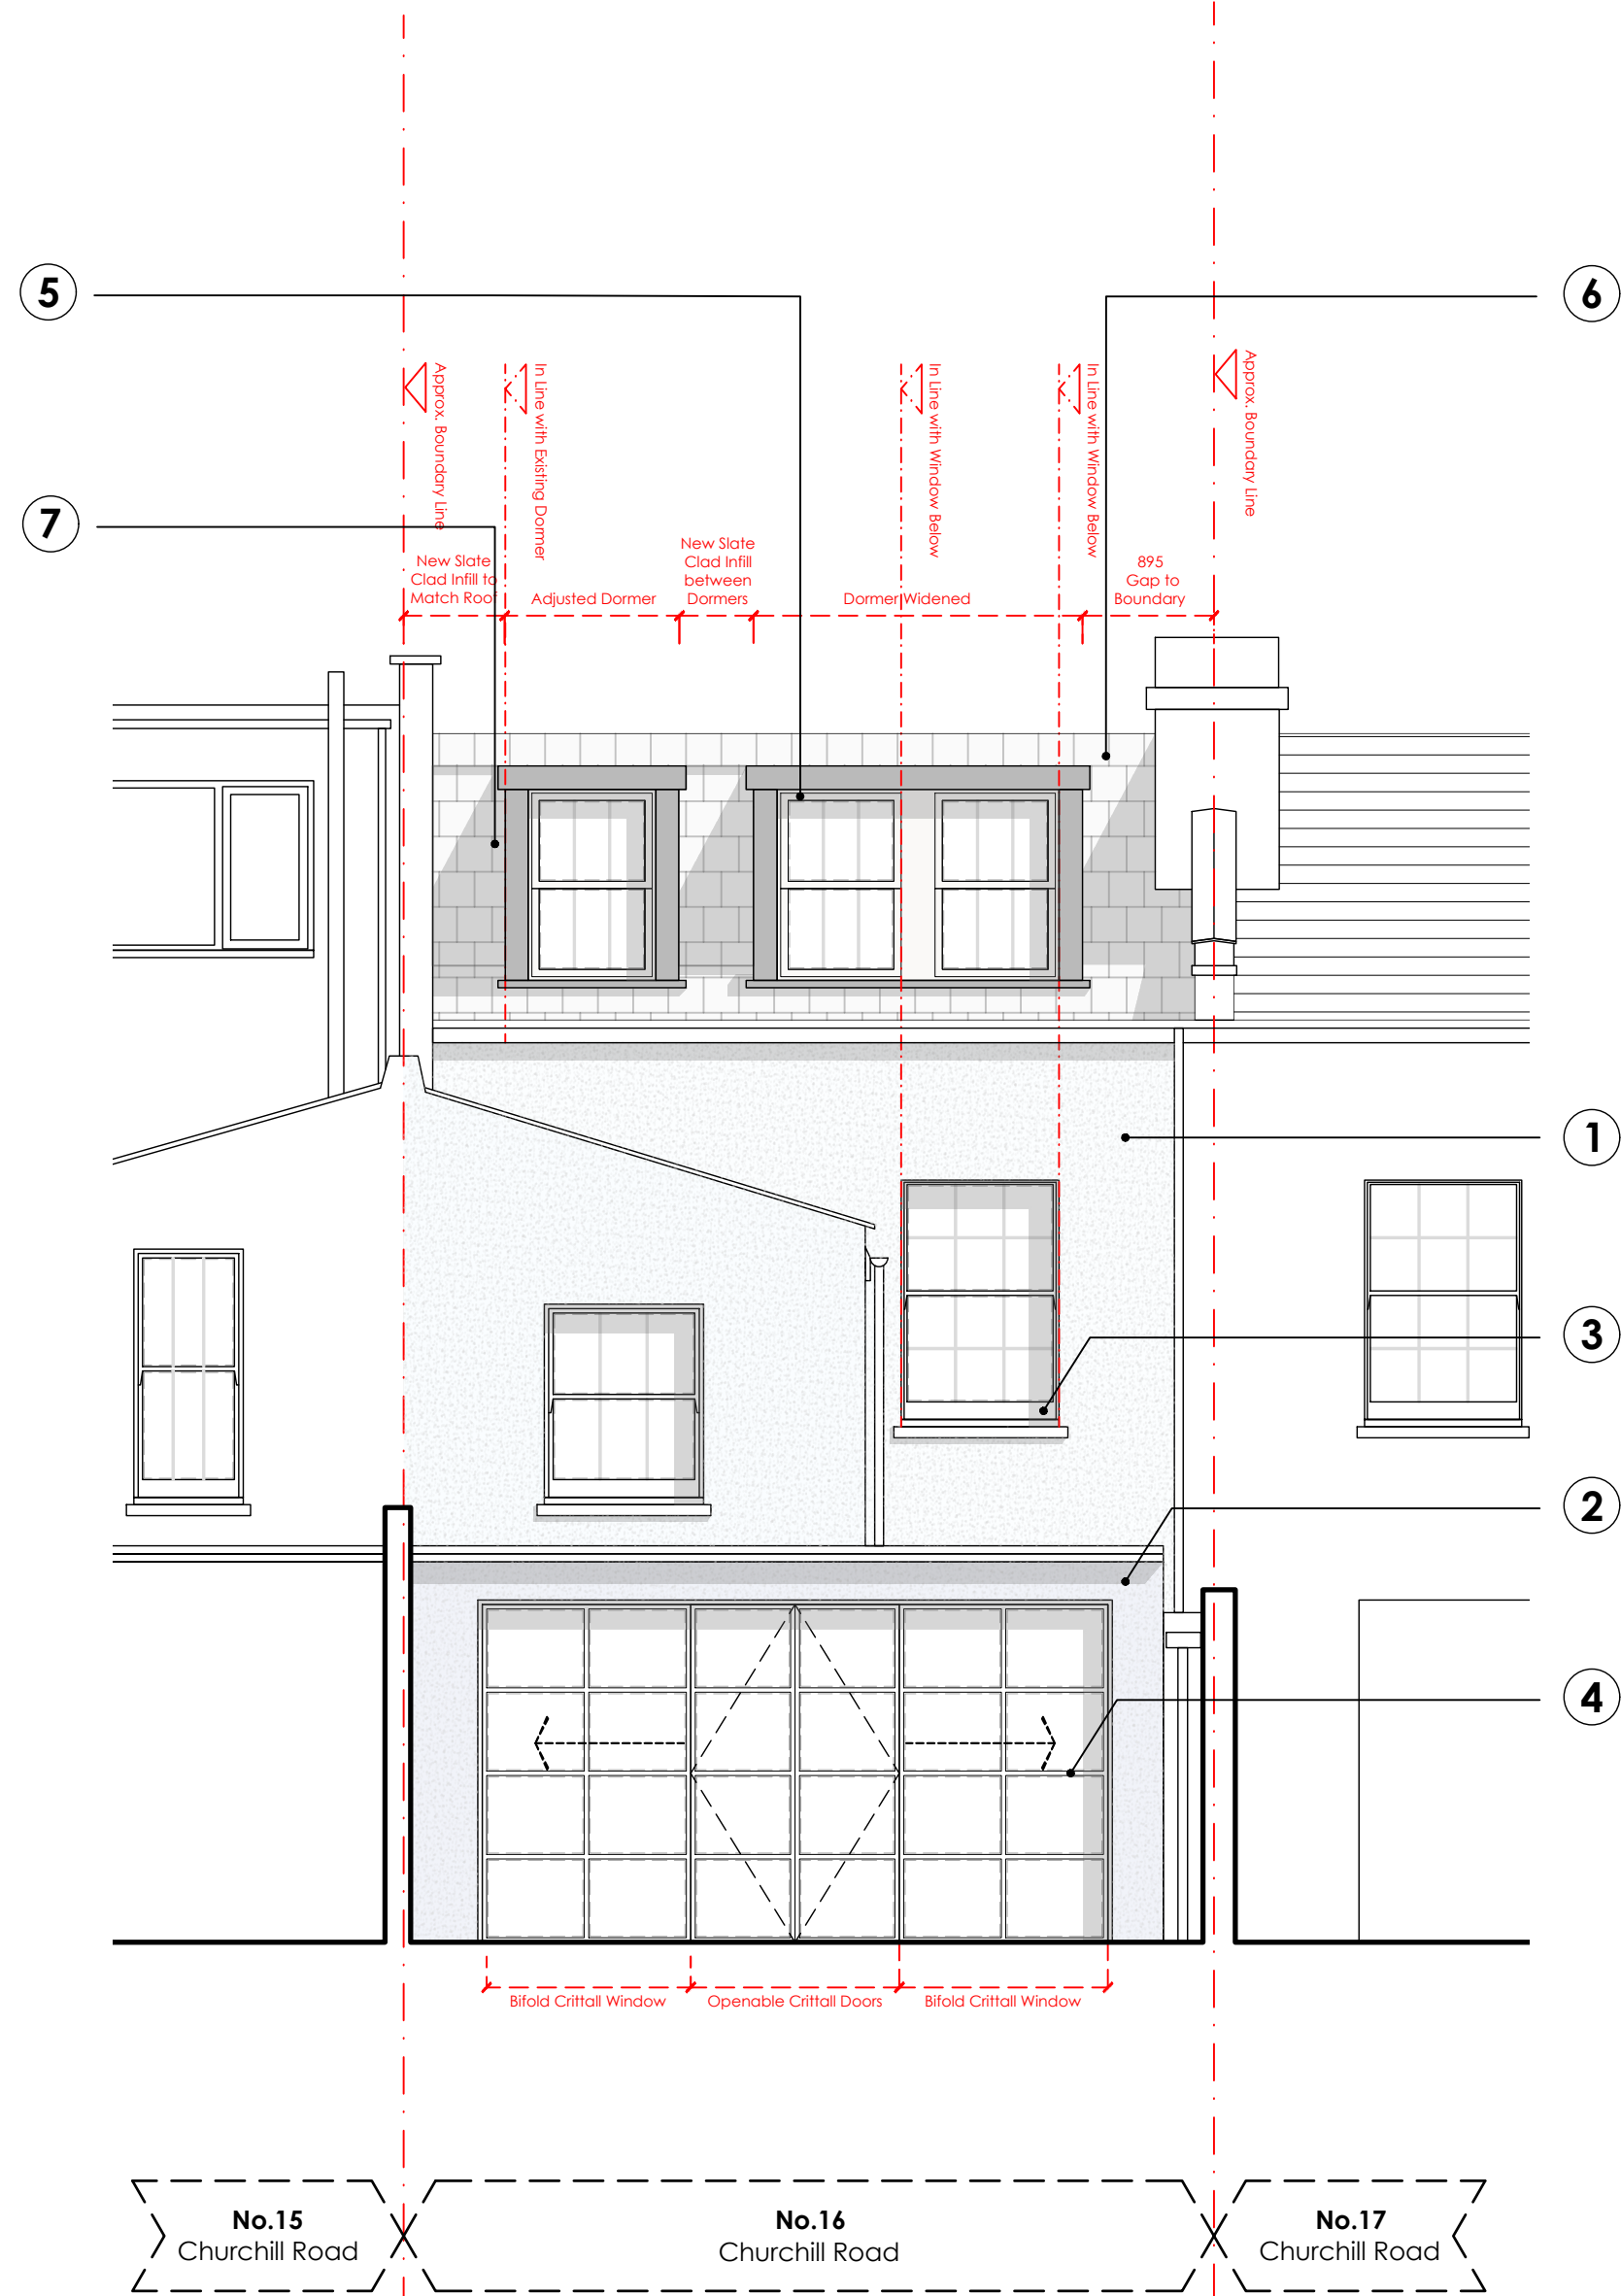 5
6
Approx. Boundary Line
In Line with Existing Dormer
In Line with Window Below
In Line with Window Below
Approx. Boundary Line
7
New Slate
Clad Infill to
Match Roof
Adjusted Dormer
New Slate
Clad Infill
between
Dormers
Dormer Widened
895
Gap to
Boundary
1
3
2
4
Bifold Crittall Window
Openable Crittall Doors
Bifold Crittall Window
No.15
Churchill Road
No.16
Churchill Road
No.17
Churchill Road